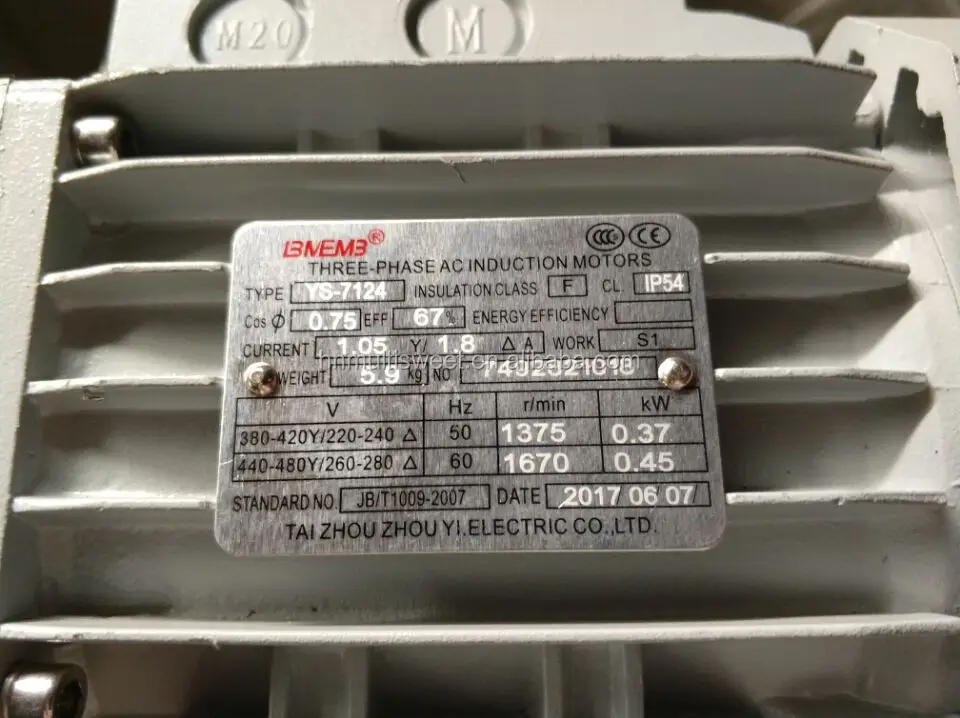 M20 M
BMEMB®
CCC CE
THREE-PHASE AC INDUCTION MOTORS
TYPE YS-7124 INSULATION CLASS F CL IP54
Cos ϕ 0.75 EFF 67% ENERGY EFFICIENCY
CURRENT 1.05 Y/ 1.8 Δ A WORK S1
WEIGHT 5.9 kg NO
V Hz r/min kW
380-420Y/220-240 Δ 50 1375 0.37
440-480Y/260-280 Δ 60 1670 0.45
STANDARD NO. JB/T1009-2007 DATE 2017 06 07
TAI ZHOU ZHOU YI.ELECTRIC CO.,LTD.